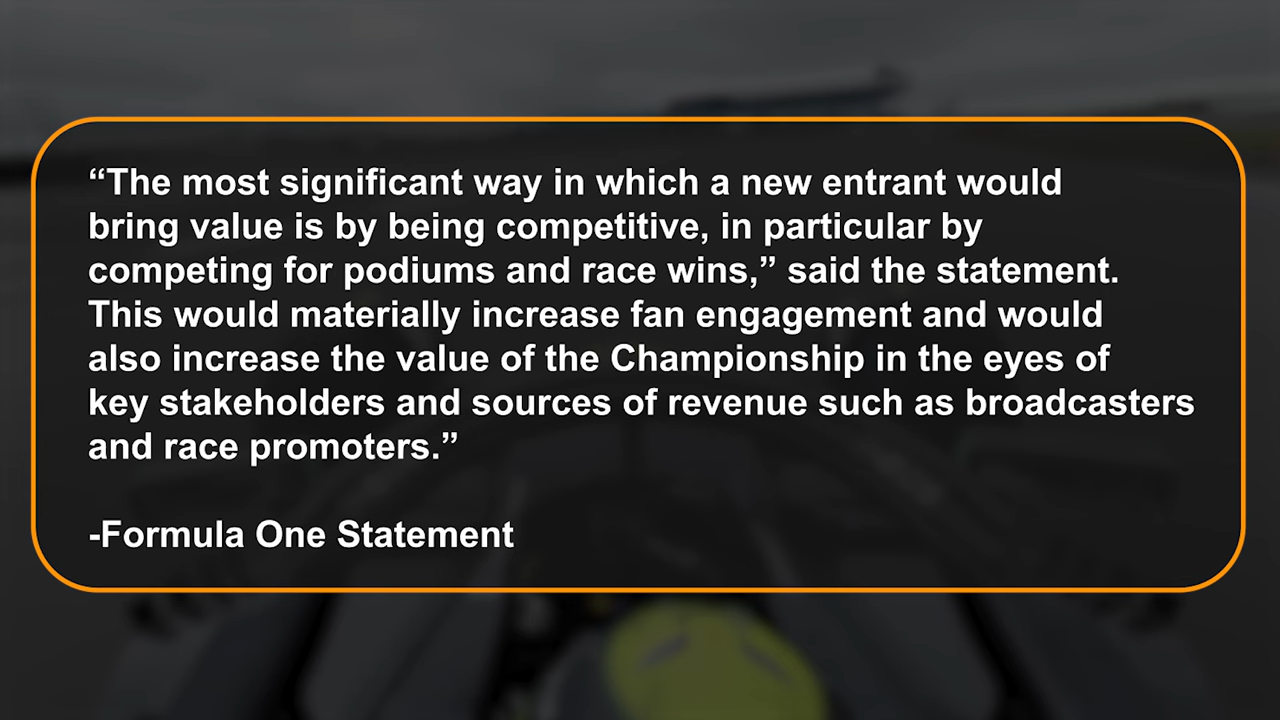 “The most significant way in which a new entrant would
bring value is by being competitive, in particular by
competing for podiums and race wins,” said the statement.
This would materially increase fan engagement and would
also increase the value of the Championship in the eyes of
key stakeholders and sources of revenue such as broadcasters
and race promoters.”
-Formula One Statement